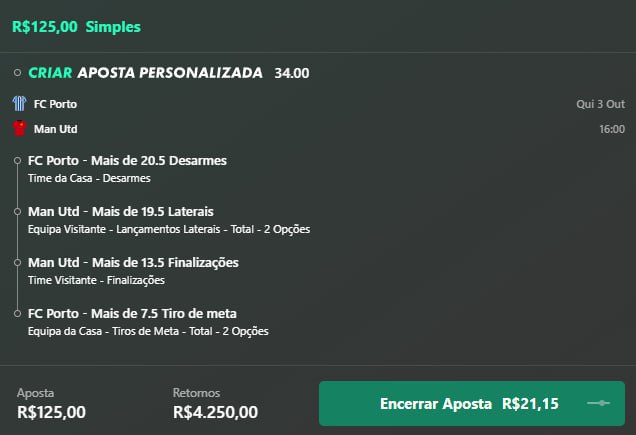 R$125,00 Simples
CRIAR APOSTA PERSONALIZADA 34.00
FC Porto Qui 3 Out
Man Utd 16:00
FC Porto - Mais de 20.5 Desarmes
Time da Casa - Desarmes
Man Utd - Mais de 19.5 Laterais
Equipa Visitante - Lançamentos Laterais - Total - 2 Opções
Man Utd - Mais de 13.5 Finalizações
Time Visitante - Finalizações
FC Porto - Mais de 7.5 Tiro de meta
Equipa da Casa - Tiros de Meta - Total - 2 Opções
Aposta Retornos
R$125,00 R$4.250,00 Encerrar Aposta R$21,15